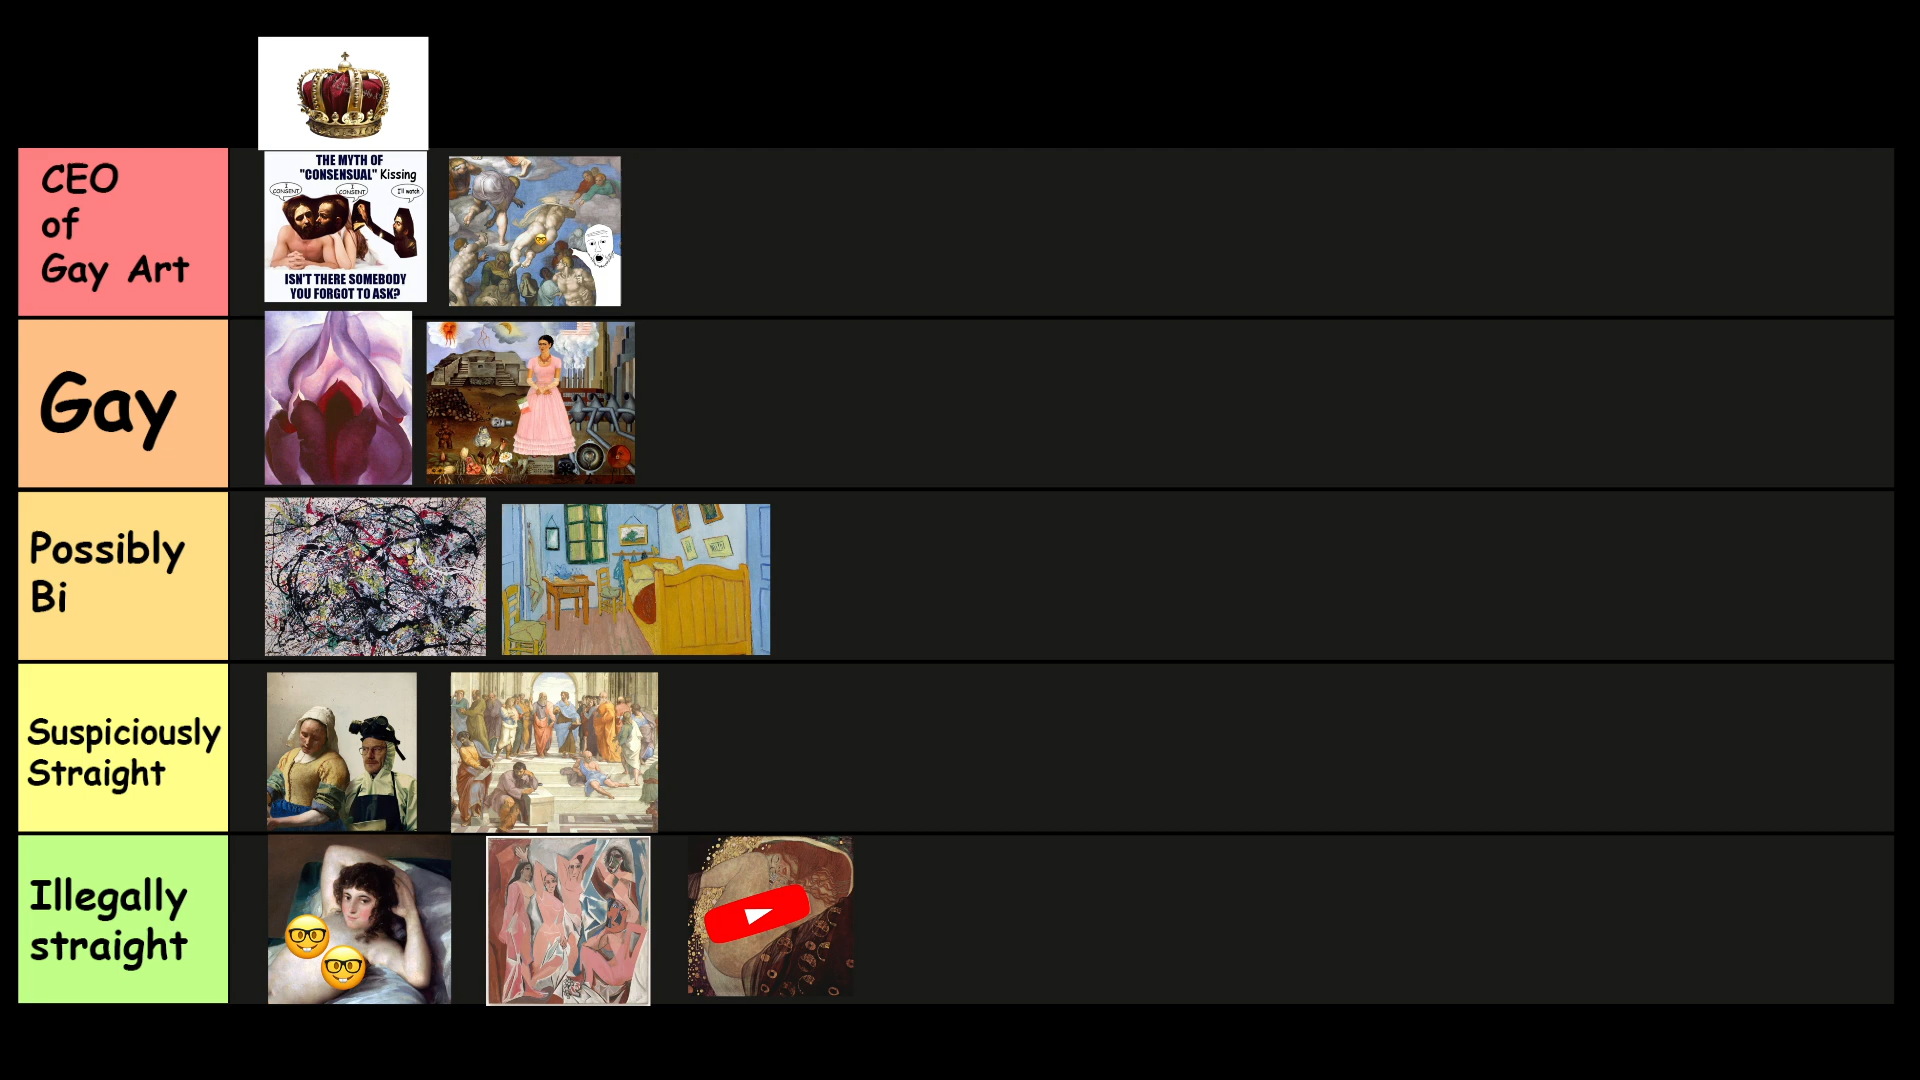 CEO
of
Gay Art
THE MYTH OF
"CONSENSUAL" Kissing
I
CONSENT
I
CONSENT
I'll watch
ISN'T THERE SOMEBODY
YOU FORGOT TO ASK?
Gay
Possibly
Bi
Suspiciously
Straight
Illegally
straight